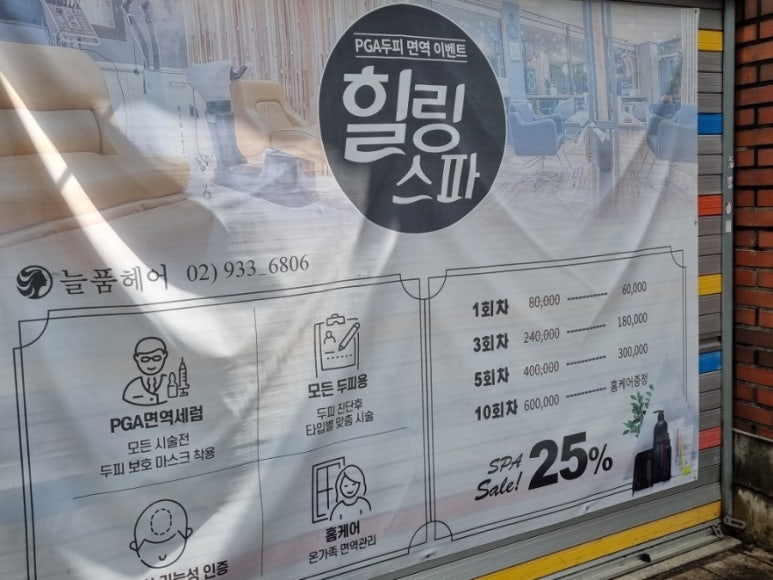 PGA두피 면역 이벤트
힐링
스파
늘품헤어 02) 933_6806
PGA면역세럼
모든 시술전
두피 보호 마스크 착용
모든 두피용
두피 진단후
타입별 맞춤 시술
기능성 인증
홈케어
온가족 면역관리
1회차 80,000 60,000
3회차 240,000 180,000
5회차 400,000 300,000
10회차 600,000 홈케어증정
SPA
Sale! 25%